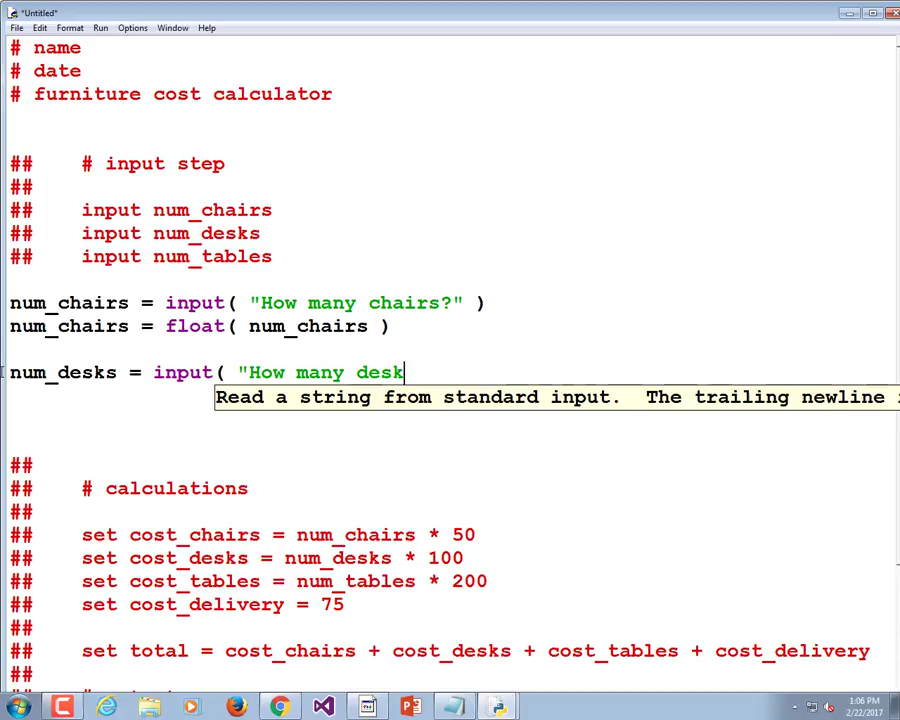 *Untitled*
File Edit Format Run Options Window Help
# name
# date
# furniture cost calculator
## # input step
##
## input num_chairs
## input num_desks
## input num_tables
num_chairs = input( "How many chairs?" )
num_chairs = float( num_chairs )
num_desks = input( "How many desk
Read a string from standard input. The trailing newline
##
## # calculations
##
## set cost_chairs = num_chairs * 50
## set cost_desks = num_desks * 100
## set cost_tables = num_tables * 200
## set cost_delivery = 75
##
## set total = cost_chairs + cost_desks + cost_tables + cost_delivery
##
1:06 PM
2/22/2017